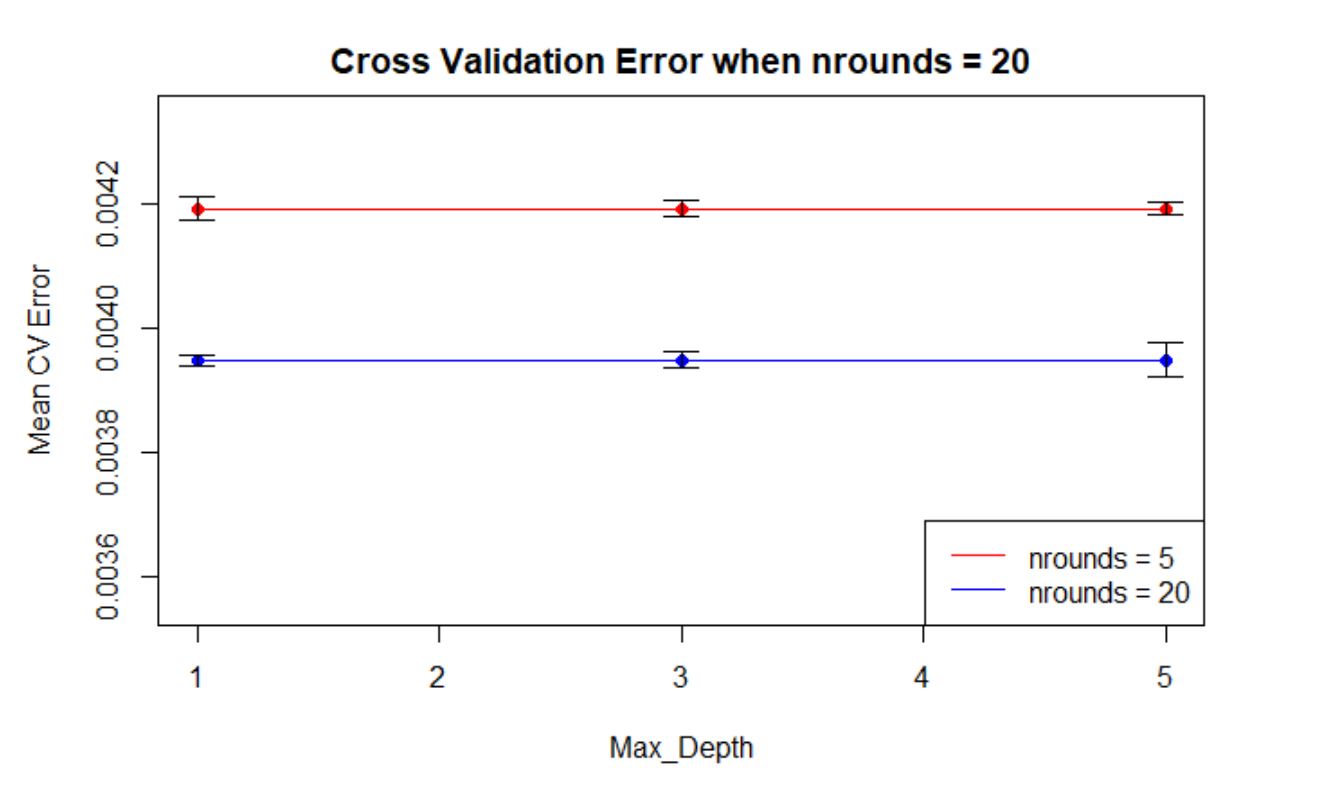 Cross Validation Error when nrounds = 20
Mean CV Error
0.0042
0.0040
0.0038
0.0036
nrounds = 5
nrounds = 20
1 2 3 4 5
Max_Depth